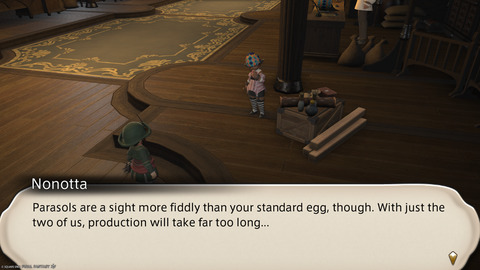 Nonotta
Parasols are a sight more fiddly than your standard egg, though. With just the
two of us, production will take far too long...